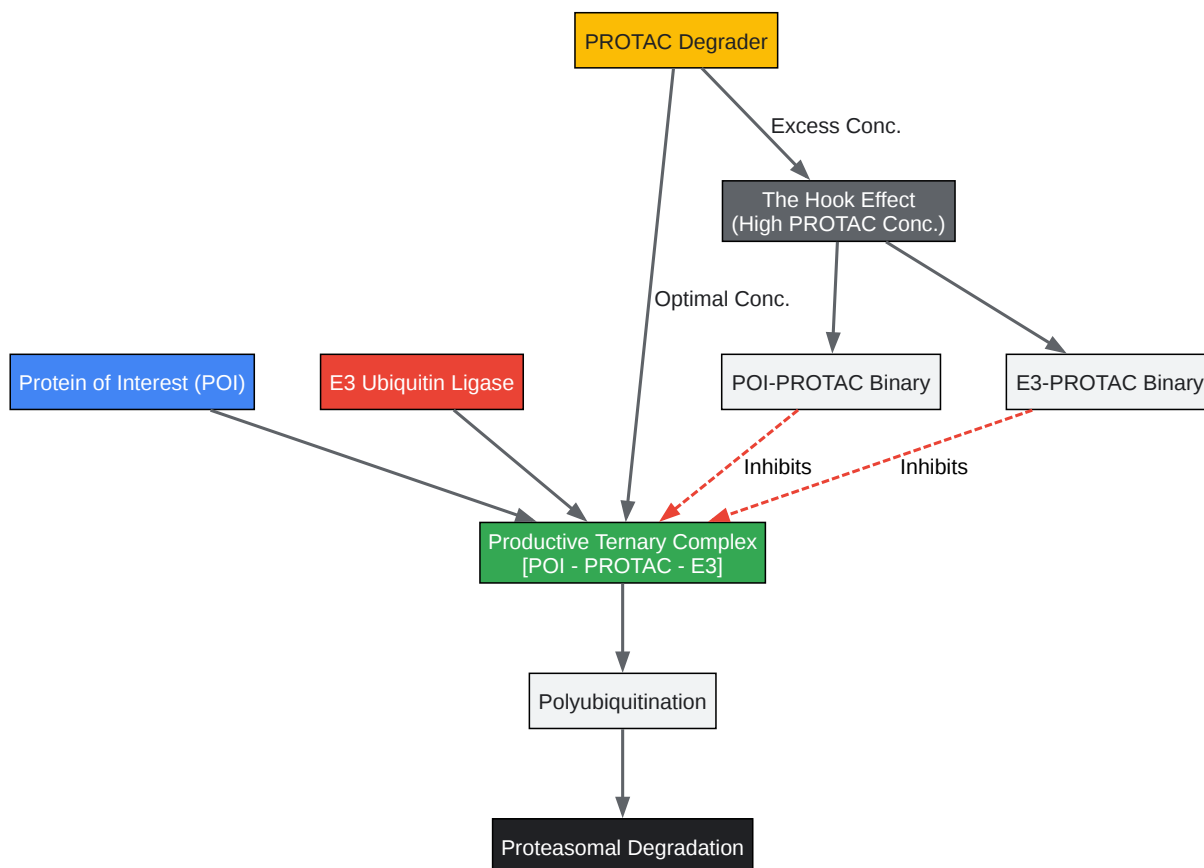 PROTAC Degrader
Excess Conc.
The Hook Effect
(High PROTAC Conc.)
Optimal Conc.
Protein of Interest (POI)
E3 Ubiquitin Ligase
POI-PROTAC Binary
E3-PROTAC Binary
Inhibits
Inhibits
Productive Ternary Complex
[POI - PROTAC - E3]
Polyubiquitination
Proteasomal Degradation